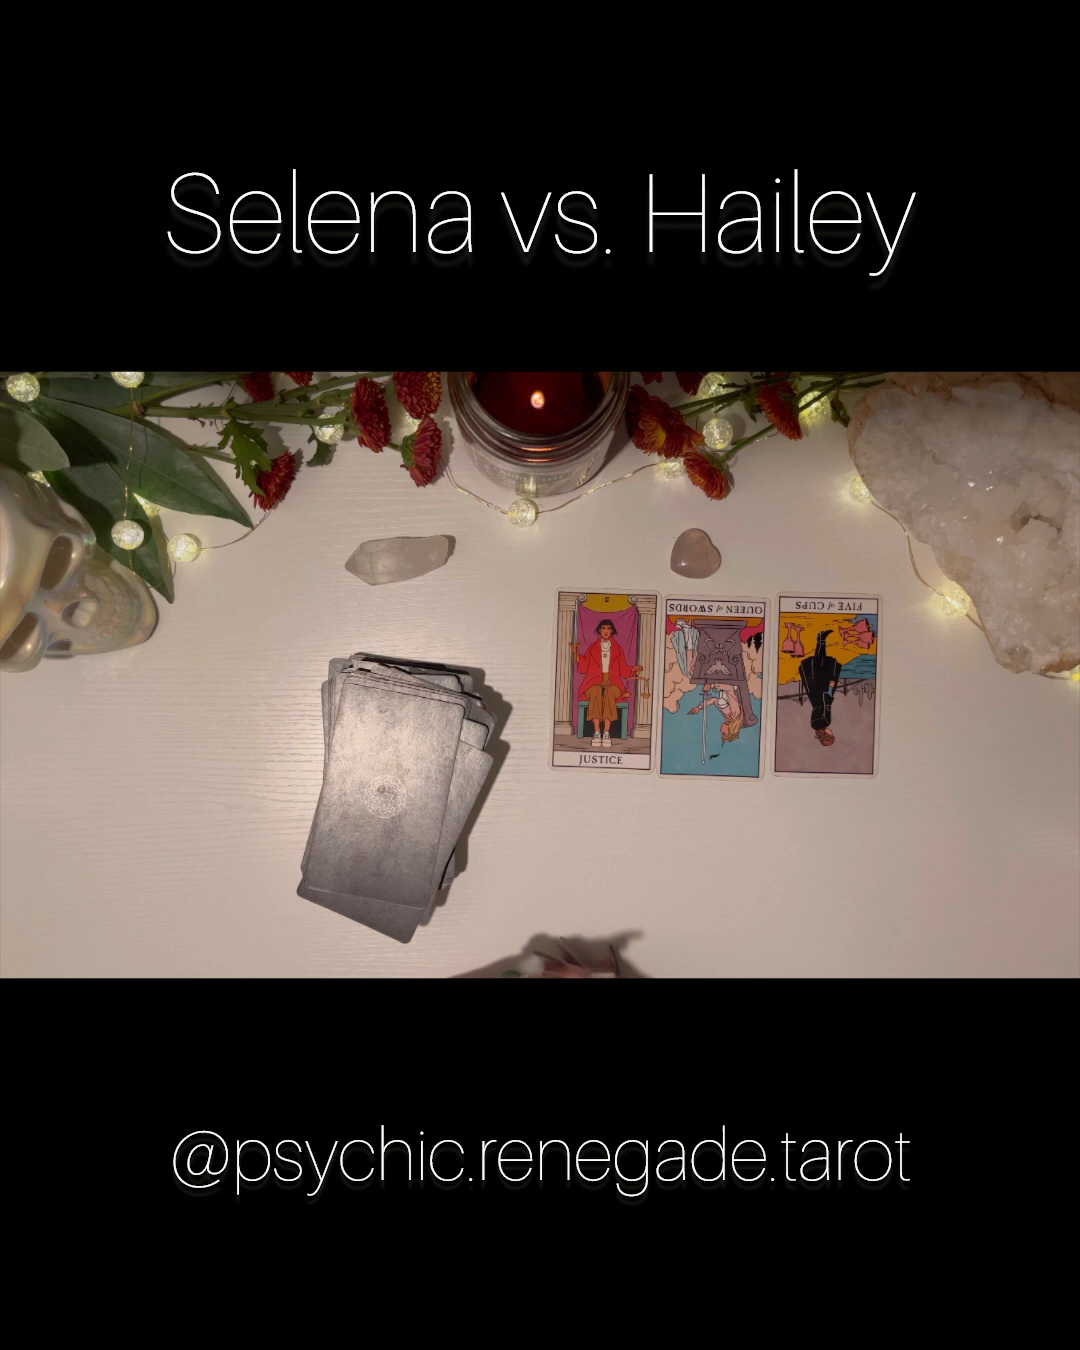 Selena vs. Hailey
QUEEN of SWORDS
FIVE of CUPS
JUSTICE
@psychic.renegade.tarot